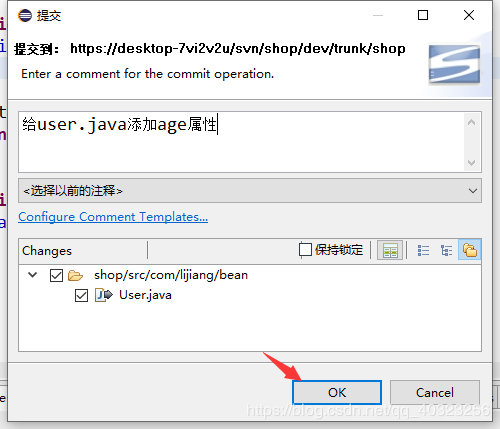 提交
提交到： https://desktop-7vi2v2u/svn/shop/dev/trunk/shop
Enter a comment for the commit operation.
给user.java添加age属性
<选择以前的注释>
Configure Comment Templates...
Changes
保持锁定
shop/src/com/lijiang/bean
User.java
OK
Cancel
https://blog.csdn.net/qq_40323256